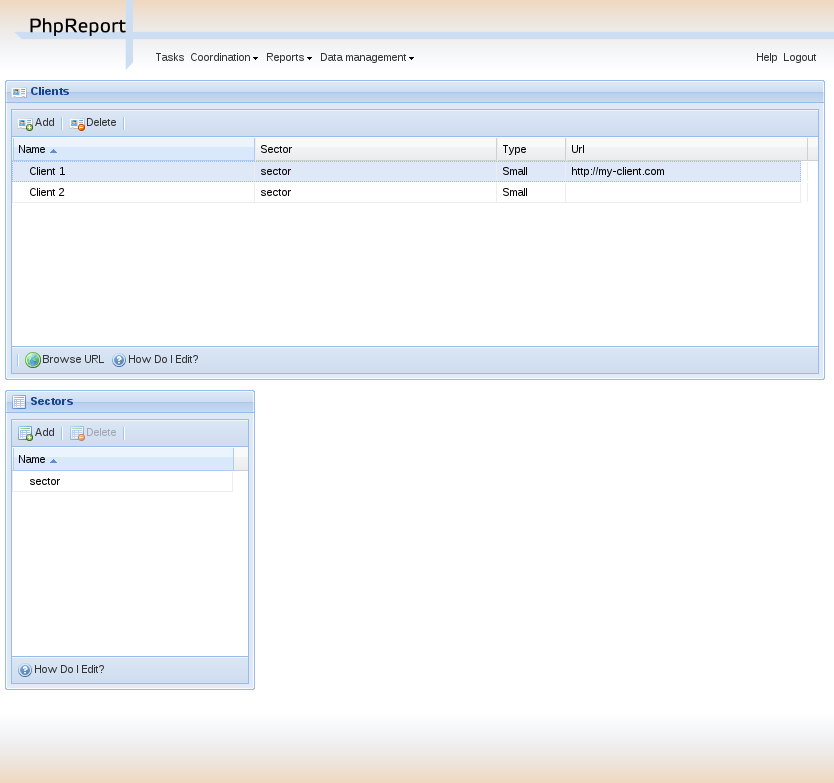 PhpReport
Tasks Coordination Reports Data management Help Logout
Clients
Add Delete
Name Sector Type Url
Client 1 sector Small http://my-client.com
Client 2 sector Small
Browse URL How Do I Edit?
Sectors
Add Delete
Name
sector
How Do I Edit?